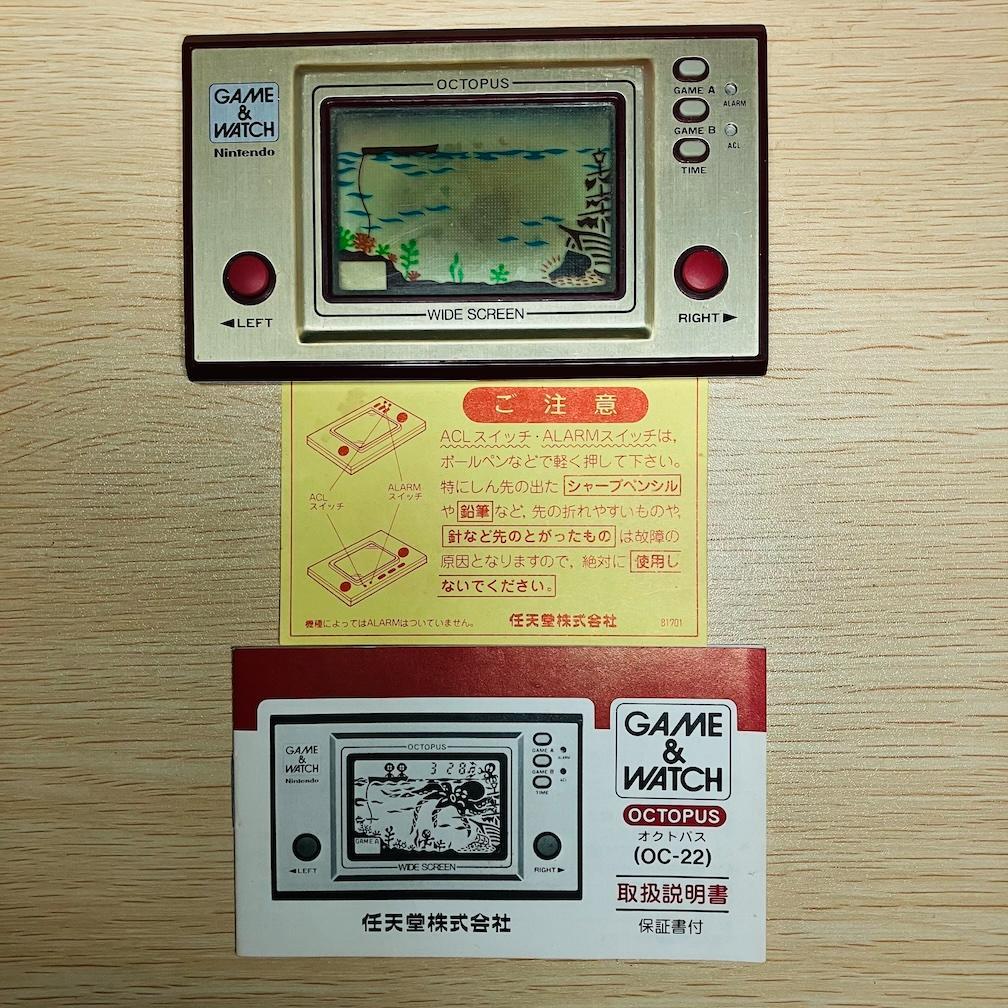 OCTOPUS
GAME
&
WATCH
Nintendo
GAME A
ALARM
GAME B
ACL
TIME
◄LEFT
RIGHT►
WIDE SCREEN
ご注意
ACLスイッチ・ALARMスイッチは,
ボールペンなどで軽く押して下さい。
特にしん先の出た シャープペンシル
や 鉛筆 など, 先の折れやすいものや,
針など先のとがったもの は故障の
原因となりますので, 絶対に 使用し
ないでください。
ACL
スイッチ
ALARM
スイッチ
機種によってはALARMはついていません。
任天堂株式会社
81701
OCTOPUS
GAME
&
WATCH
Nintendo
GAME A
ALARM
GAME B
ACL
TIME
3 28
GAME A
◄LEFT
RIGHT►
WIDE SCREEN
任天堂株式会社
GAME
&
WATCH
OCTOPUS
オクトパス
(OC-22)
取扱説明書
保証書付